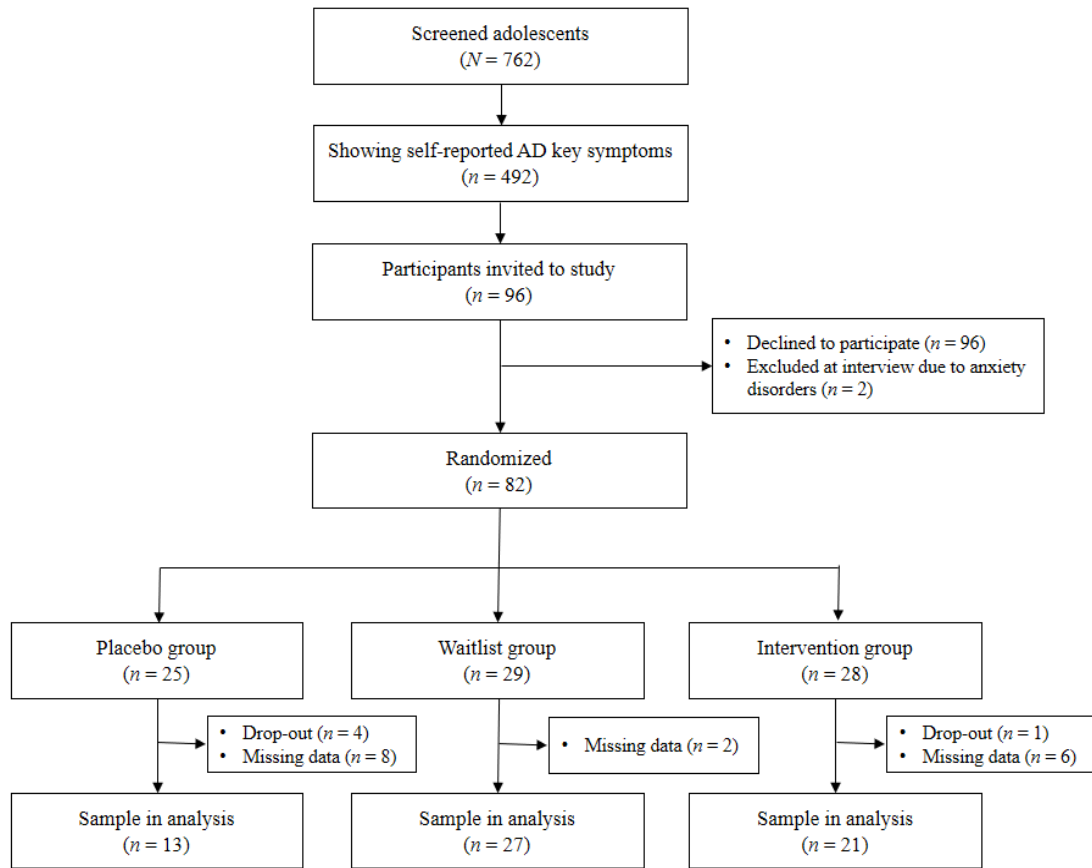 Screened adolescents
(N = 762)
Showing self-reported AD key symptoms
(n = 492)
Participants invited to study
(n = 96)
• Declined to participate (n = 96)
• Excluded at interview due to anxiety
disorders (n = 2)
Randomized
(n = 82)
Placebo group
(n = 25)
Waitlist group
(n = 29)
Intervention group
(n = 28)
• Drop-out (n = 4)
• Missing data (n = 8)
• Missing data (n = 2)
• Drop-out (n = 1)
• Missing data (n = 6)
Sample in analysis
(n = 13)
Sample in analysis
(n = 27)
Sample in analysis
(n = 21)